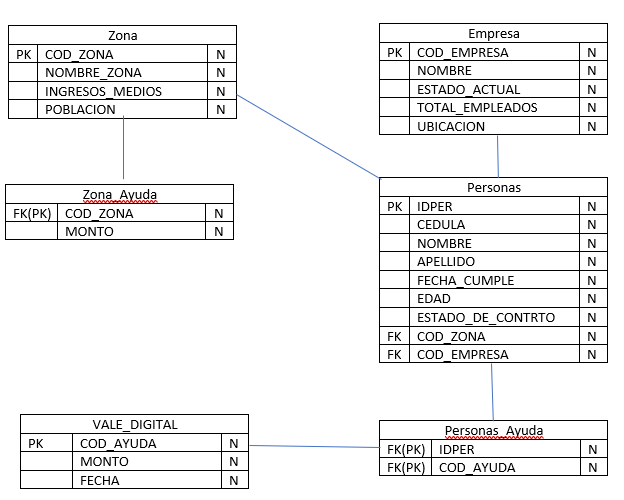 Zona
PK COD_ZONA N
NOMBRE_ZONA N
INGRESOS_MEDIOS N
POBLACION N
Empresa
PK COD_EMPRESA N
NOMBRE N
ESTADO_ACTUAL N
TOTAL_EMPLEADOS N
UBICACION N
Zona_Ayuda
FK(PK) COD_ZONA N
MONTO N
Personas
PK IDPER N
CEDULA N
NOMBRE N
APELLIDO N
FECHA_CUMPLE N
EDAD N
ESTADO_DE_CONTRTO N
FK COD_ZONA N
FK COD_EMPRESA N
VALE_DIGITAL
PK COD_AYUDA N
MONTO N
FECHA N
Personas_Ayuda
FK(PK) IDPER N
FK(PK) COD_AYUDA N